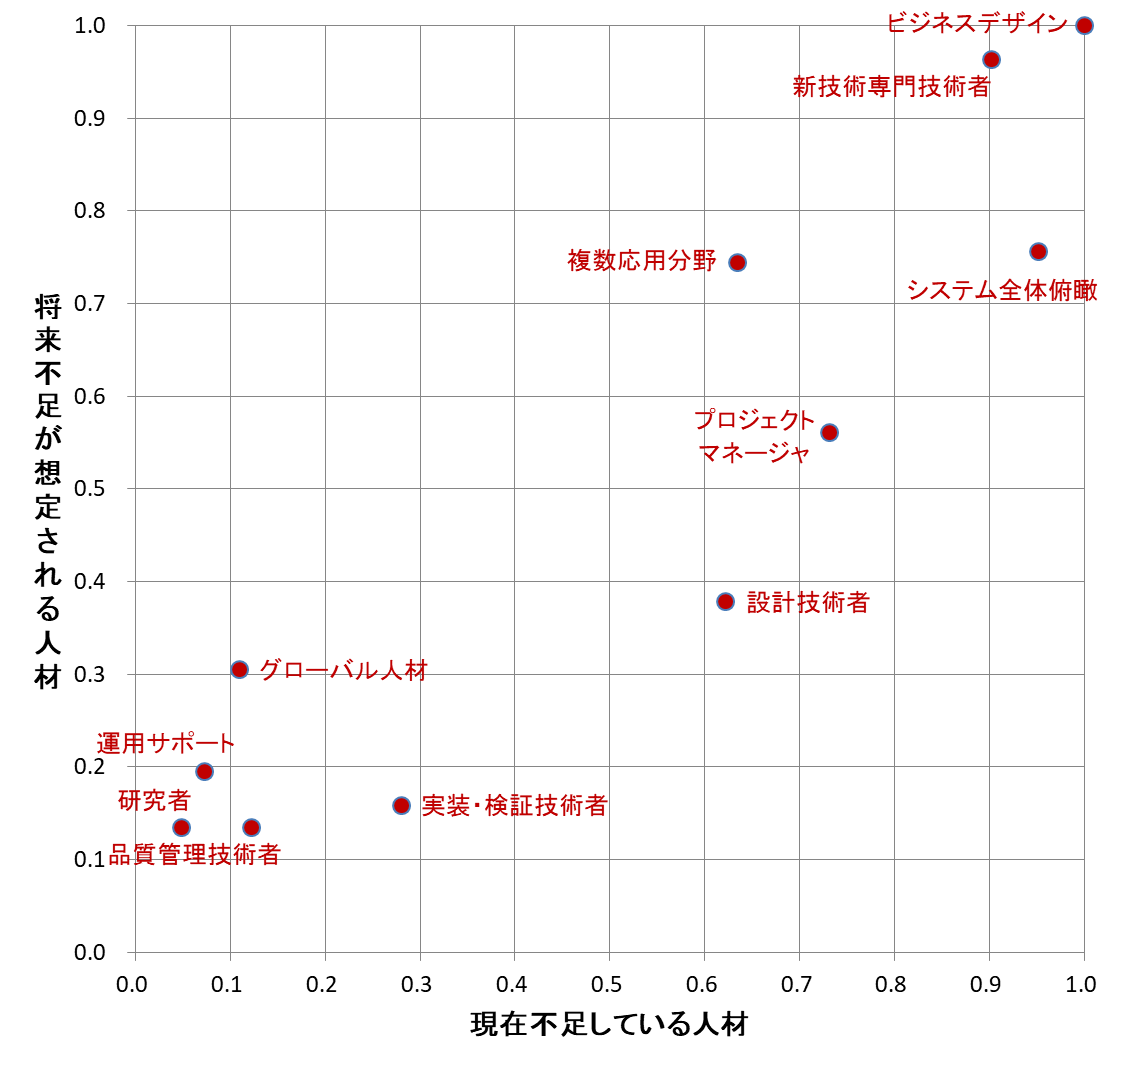 1.0
ビジネスデザイン
新技術専門技術者
0.9
0.8
複数応用分野
システム全体俯瞰
0.7
将来不足が想定される人材
0.6
プロジェクト
マネージャ
0.5
0.4
設計技術者
0.3
グローバル人材
運用サポート
0.2
研究者
実装・検証技術者
品質管理技術者
0.1
0.0
0.0 0.1 0.2 0.3 0.4 0.5 0.6 0.7 0.8 0.9 1.0
現在不足している人材